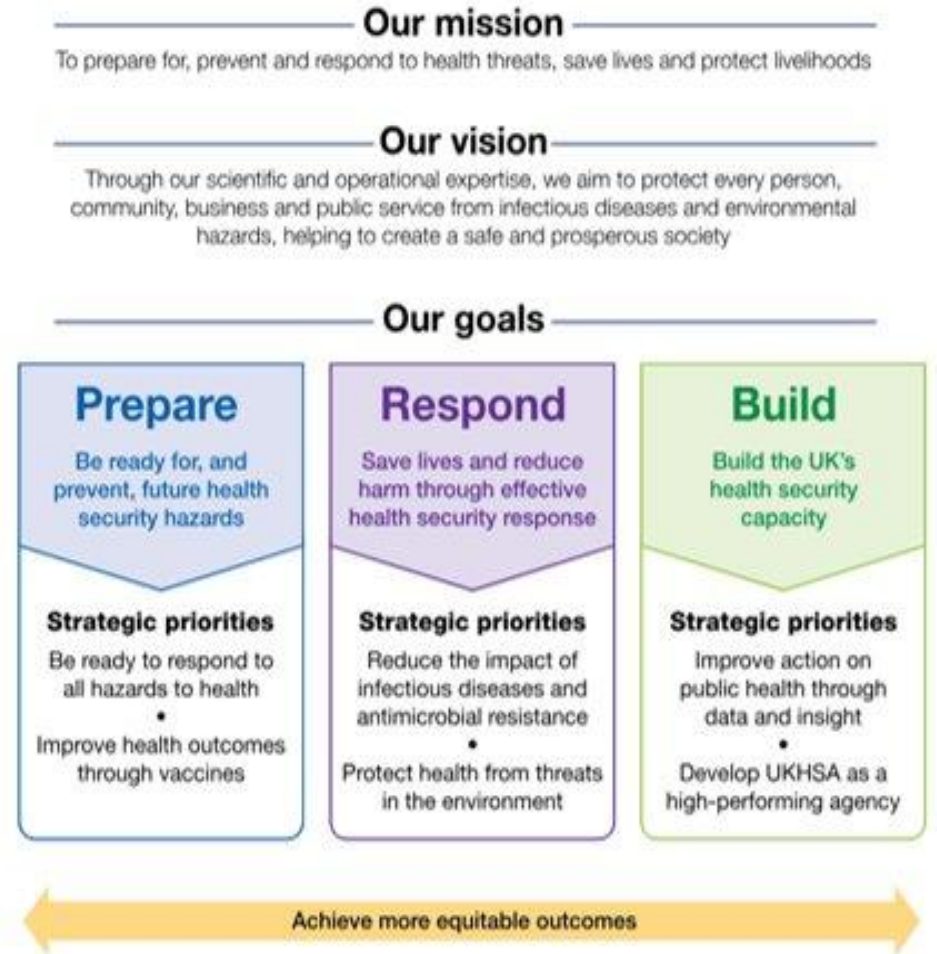 Our mission
To prepare for, prevent and respond to health threats, save lives and protect livelihoods
Our vision
Through our scientific and operational expertise, we aim to protect every person,
community, business and public service from infectious diseases and environmental
hazards, helping to create a safe and prosperous society
Our goals
Prepare
Be ready for, and
prevent, future health
security hazards
Strategic priorities
Be ready to respond to
all hazards to health
•
Improve health outcomes
through vaccines
Respond
Save lives and reduce
harm through effective
health security response
Strategic priorities
Reduce the impact of
infectious diseases and
antimicrobial resistance
•
Protect health from threats
in the environment
Build
Build the UK's
health security
capacity
Strategic priorities
Improve action on
public health through
data and insight
•
Develop UKHSA as a
high-performing agency
Achieve more equitable outcomes